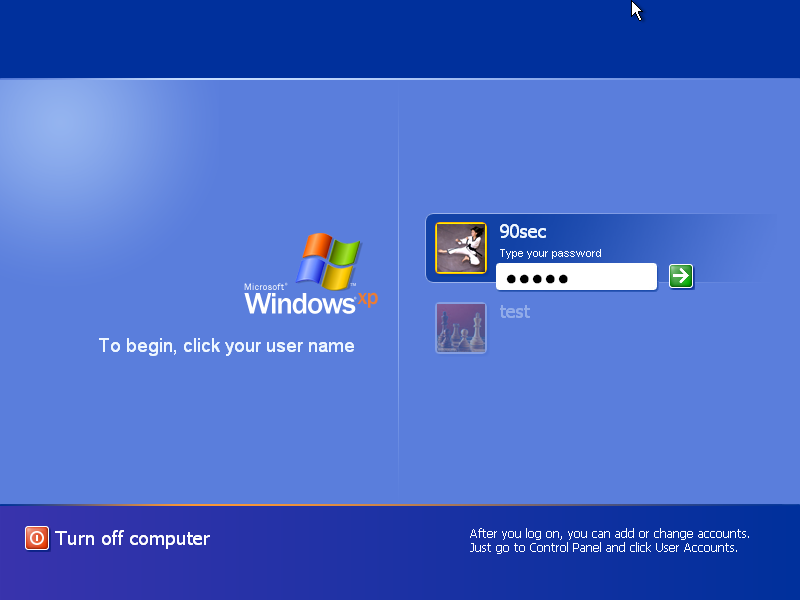 Microsoft®
Windows xp™
To begin, click your user name
90sec
Type your password
test
Turn off computer
After you log on, you can add or change accounts.
Just go to Control Panel and click User Accounts.